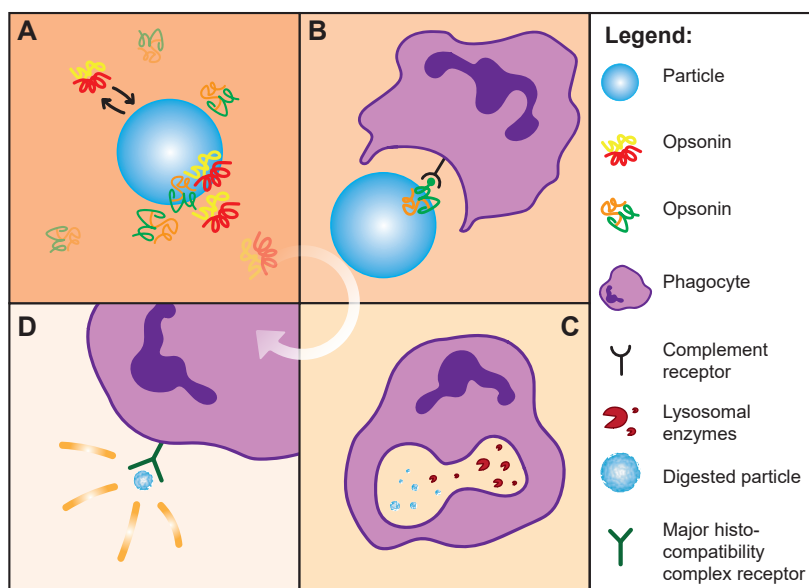 A
B
D
C
Legend:
Particle
Opsonin
Opsonin
Phagocyte
Complement
receptor
Lysosomal
enzymes
Digested particle
Major histo-
compatibility
complex receptor